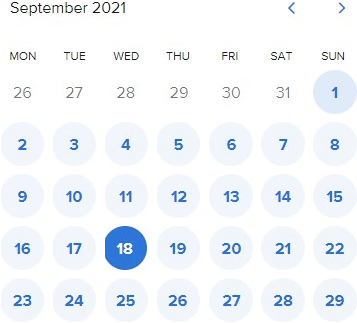 September 2021
MON TUE WED THU FRI SAT SUN
26 27 28 29 30 31 1
2 3 4 5 6 7 8
9 10 11 12 13 14 15
16 17 18 19 20 21 22
23 24 25 26 27 28 29